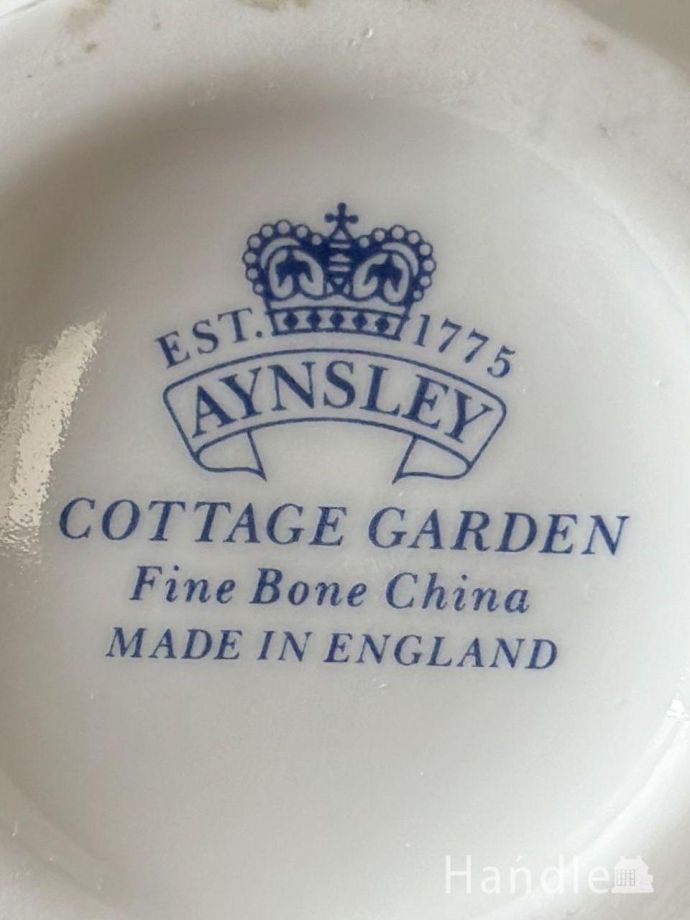 EST. 1775
AYNSLEY
COTTAGE GARDEN
Fine Bone China
MADE IN ENGLAND
Handle